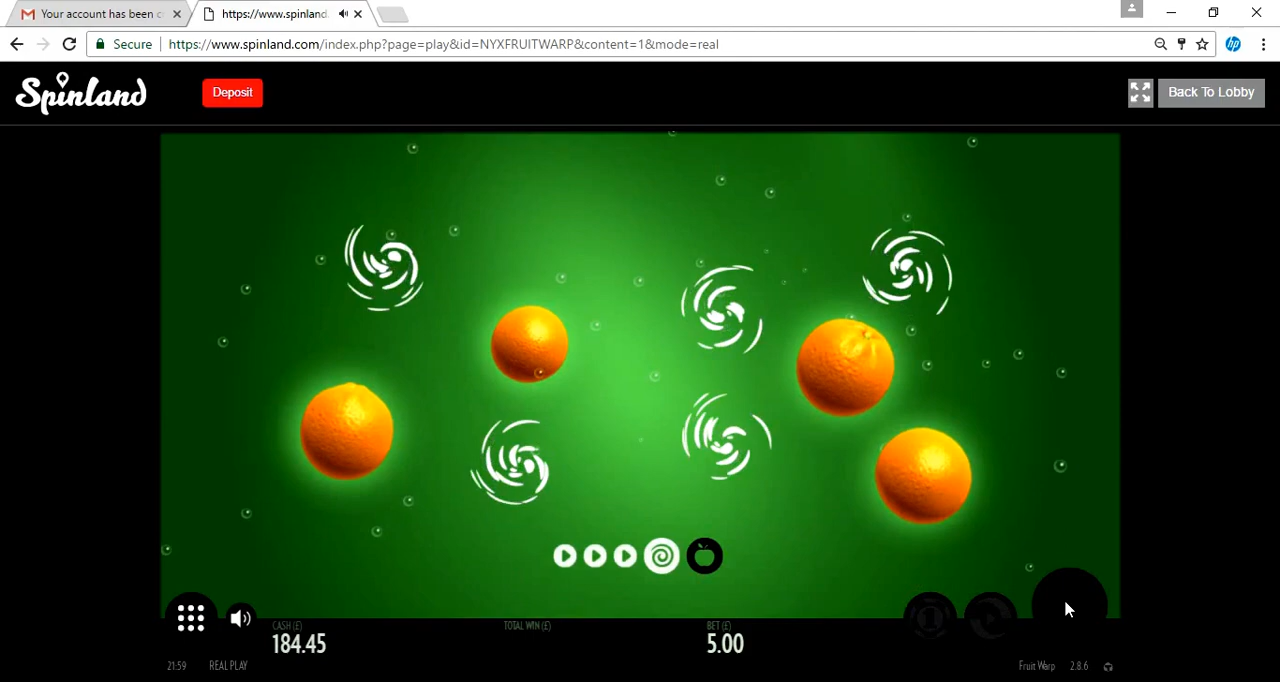 Your account has been c
https://www.spinland.
Secure
https://www.spinland.com/index.php?page=play&id=NYXFRUITWARP&content=1&mode=real
hp
Spinland
Deposit
Back To Lobby
1
CASH (£)
184.45
TOTAL WIN (£)
BET (£)
5.00
21:59
REAL PLAY
Fruit Warp
2.8.6